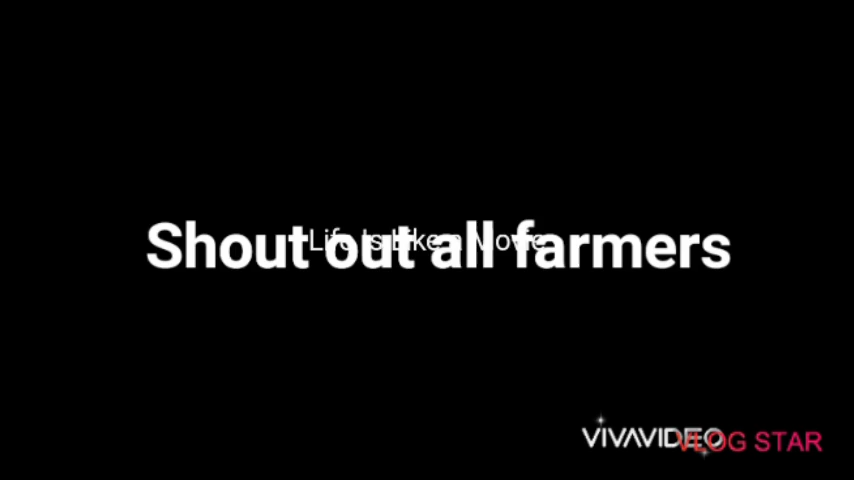 Shout out all farmers
Life Is Like a Movie
VIVAVIDEO
VLOG STAR